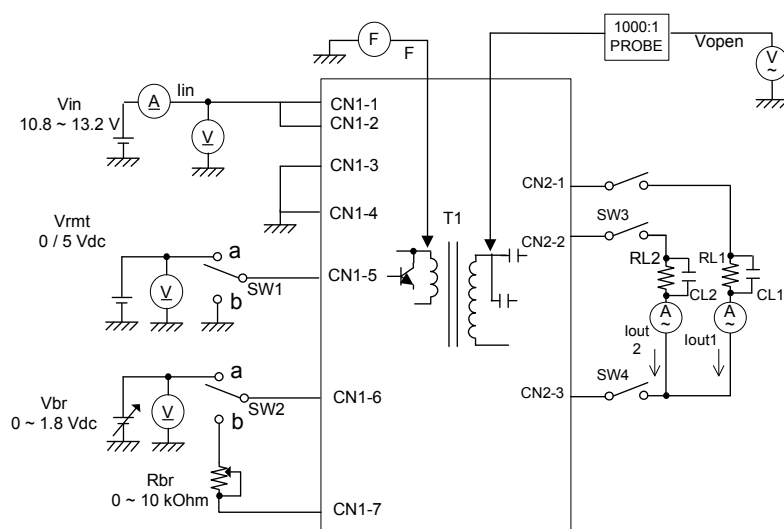 1000:1
PROBE
Vopen
V
~
F
F
A
Iin
Vin
10.8 ~ 13.2 V
V
CN1-1
CN1-2
CN1-3
CN1-4
CN2-1
SW3
CN2-2
T1
Vrmt
0 / 5 Vdc
a
V
CN1-5
SW1
b
RL2
RL1
CL2
CL1
A
~
A
~
Iout
2
Iout1
a
Vbr
0 ~ 1.8 Vdc
V
SW2
CN1-6
b
CN2-3
SW4
Rbr
0 ~ 10 kOhm
CN1-7